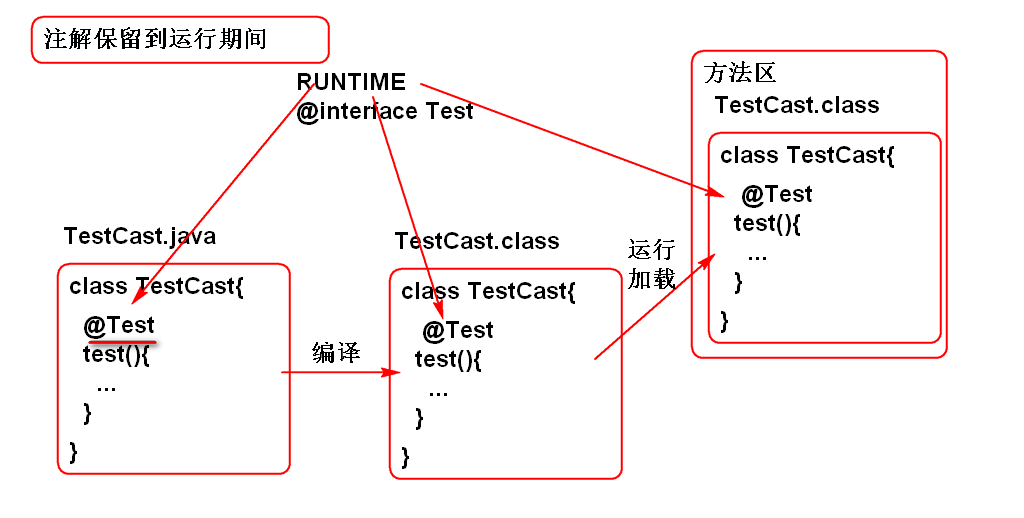 注解保留到运行期间
RUNTIME
@interface Test
方法区
TestCast.class
class TestCast{
@Test
test(){
...
}
}
TestCast.java
class TestCast{
@Test
test(){
...
}
}
编译
TestCast.class
class TestCast{
@Test
test(){
...
}
}
运行
加载